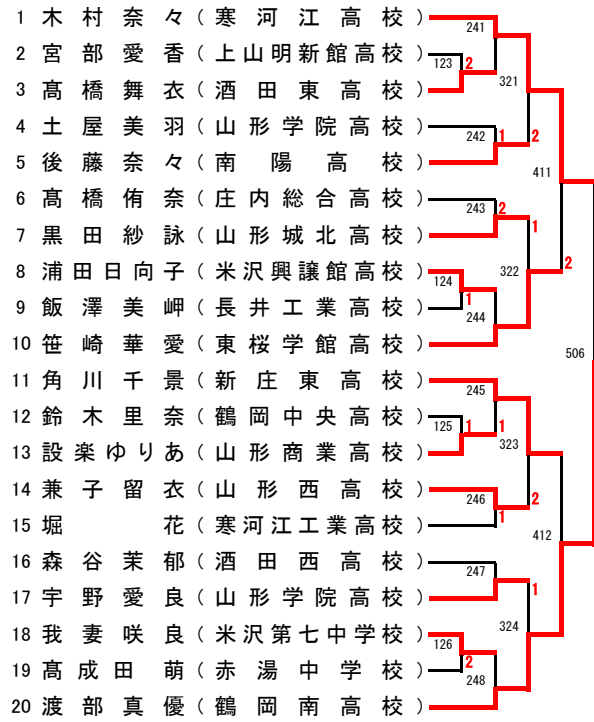 1 木村奈々(寒河江高校) 241
2 宮部愛香(上山明新館高校) 123 2 321
3 髙橋舞衣(酒田東高校)
4 土屋美羽(山形学院高校) 242 1 2
5 後藤奈々(南陽高校) 411
6 髙橋侑奈(庄内総合高校) 243 2
7 黒田紗詠(山形城北高校) 1
8 浦田日向子(米沢興譲館高校) 124 322 2
9 飯澤美岬(長井工業高校) 1 244
10 笹崎華愛(東桜学館高校) 506
11 角川千景(新庄東高校) 245
12 鈴木里奈(鶴岡中央高校) 125 1 1 323
13 設楽ゆりあ(山形商業高校)
14 兼子留衣(山形西高校) 246 2
15 堀花(寒河江工業高校) 1 412
16 森谷茉郁(酒田西高校) 247
17 宇野愛良(山形学院高校) 1
18 我妻咲良(米沢第七中学校) 126 324
19 髙成田萌(赤湯中学校) 2 248
20 渡部真優(鶴岡南高校)